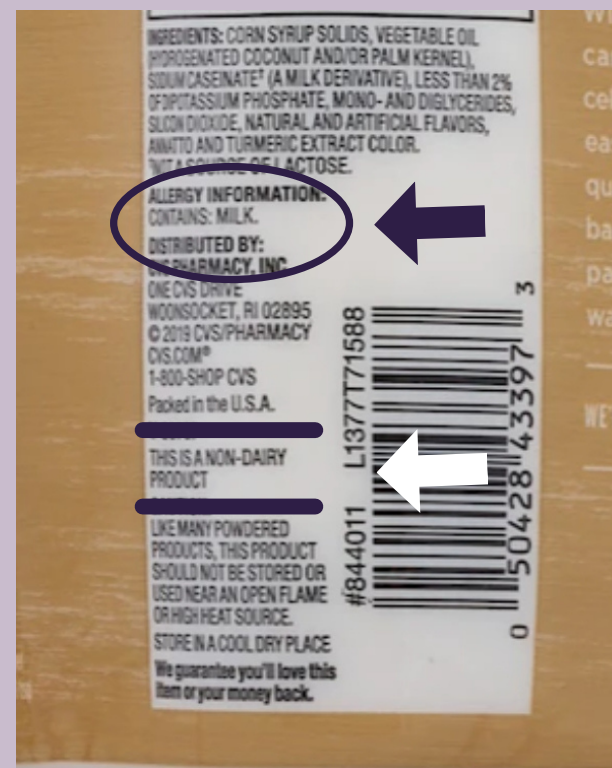 INGREDIENTS: CORN SYRUP SOLIDS, VEGETABLE OIL
(HYDROGENATED COCONUT AND/OR PALM KERNEL),
SODIUM CASEINATE† (A MILK DERIVATIVE), LESS THAN 2%
OF DIPOTASSIUM PHOSPHATE, MONO- AND DIGLYCERIDES,
SILICON DIOXIDE, NATURAL AND ARTIFICIAL FLAVORS,
ANNATTO AND TURMERIC EXTRACT COLOR.
†NOT A SOURCE OF LACTOSE.
ALLERGY INFORMATION:
CONTAINS: MILK.
DISTRIBUTED BY:
CVS PHARMACY, INC.
ONE CVS DRIVE
WOONSOCKET, RI 02895
© 2019 CVS/PHARMACY
CVS.COM®
1-800-SHOP CVS
Packed in the U.S.A.
THIS IS A NON-DAIRY
PRODUCT
LIKE MANY POWDERED
PRODUCTS, THIS PRODUCT
SHOULD NOT BE STORED OR
USED NEAR AN OPEN FLAME
OR HIGH HEAT SOURCE.
STORE IN A COOL DRY PLACE
We guarantee you'll love this
item or your money back.
#844011 L1377T71588
0 50428 43397 3
WE